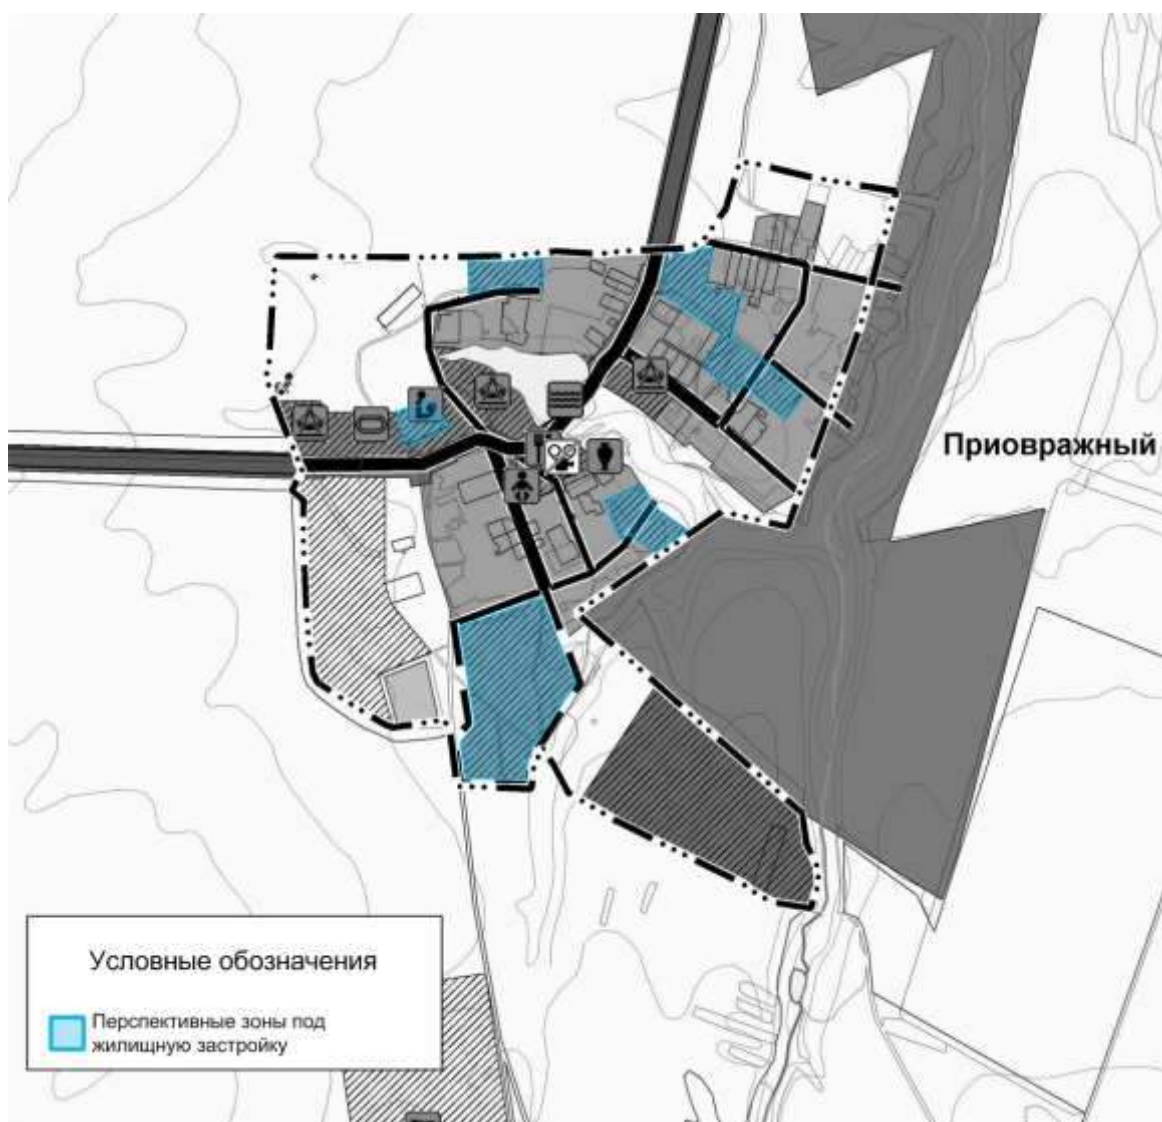 Приовражный
Условные обозначения
Перспективные зоны под
жилищную застройку